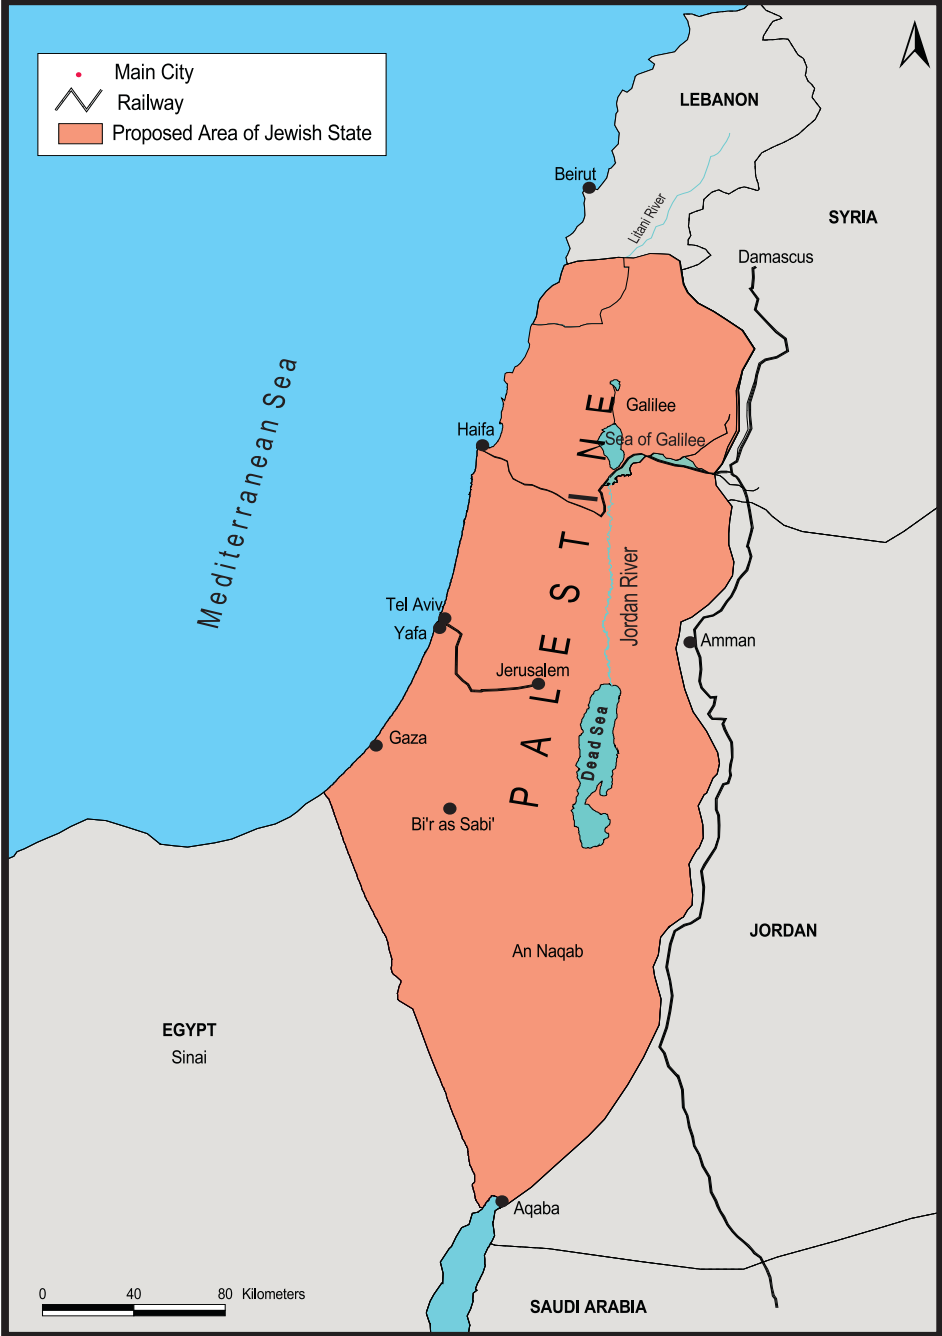 Main City
Railway
Proposed Area of Jewish State
LEBANON
Beirut
Litani River
SYRIA
Damascus
Mediterranean Sea
Galilee
Haifa
Sea of Galilee
PALESTINE
Jordan River
Tel Aviv
Yafa
Amman
Jerusalem
Dead Sea
Gaza
Bi'r as Sabi'
JORDAN
An Naqab
EGYPT
Sinai
Aqaba
0 40 80 Kilometers
SAUDI ARABIA